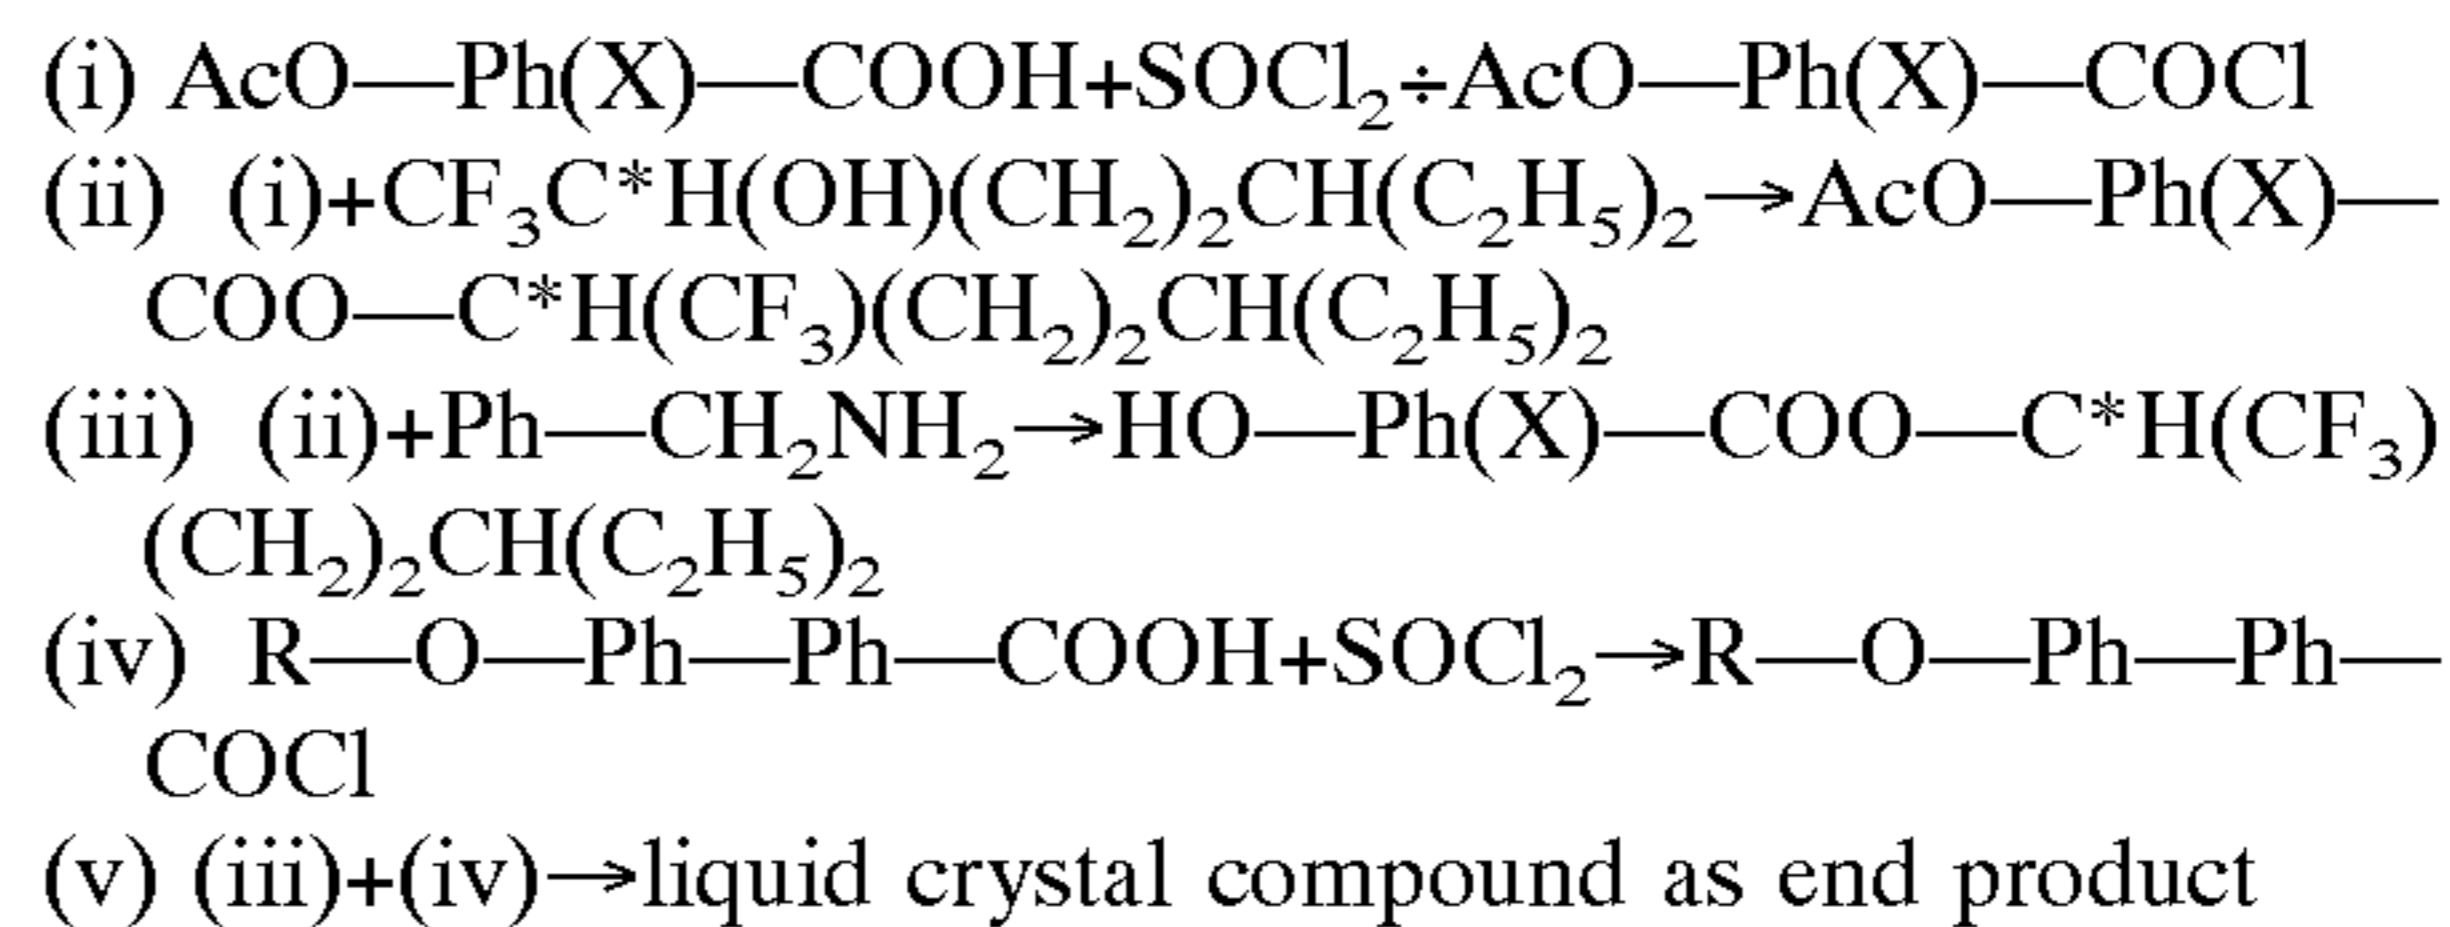 (i) AcO—Ph(X)—COOH+SOCl₂÷AcO—Ph(X)—COCl
(ii) (i)+CF₃C*H(OH)(CH₂)₂CH(C₂H₅)₂→AcO—Ph(X)—
COO—C*H(CF₃)(CH₂)₂CH(C₂H₅)₂
(iii) (ii)+Ph—CH₂NH₂→HO—Ph(X)—COO—C*H(CF₃)
(CH₂)₂CH(C₂H₅)₂
(iv) R—O—Ph—Ph—COOH+SOCl₂→R—O—Ph—Ph—
COCl
(v) (iii)+(iv)→liquid crystal compound as end product